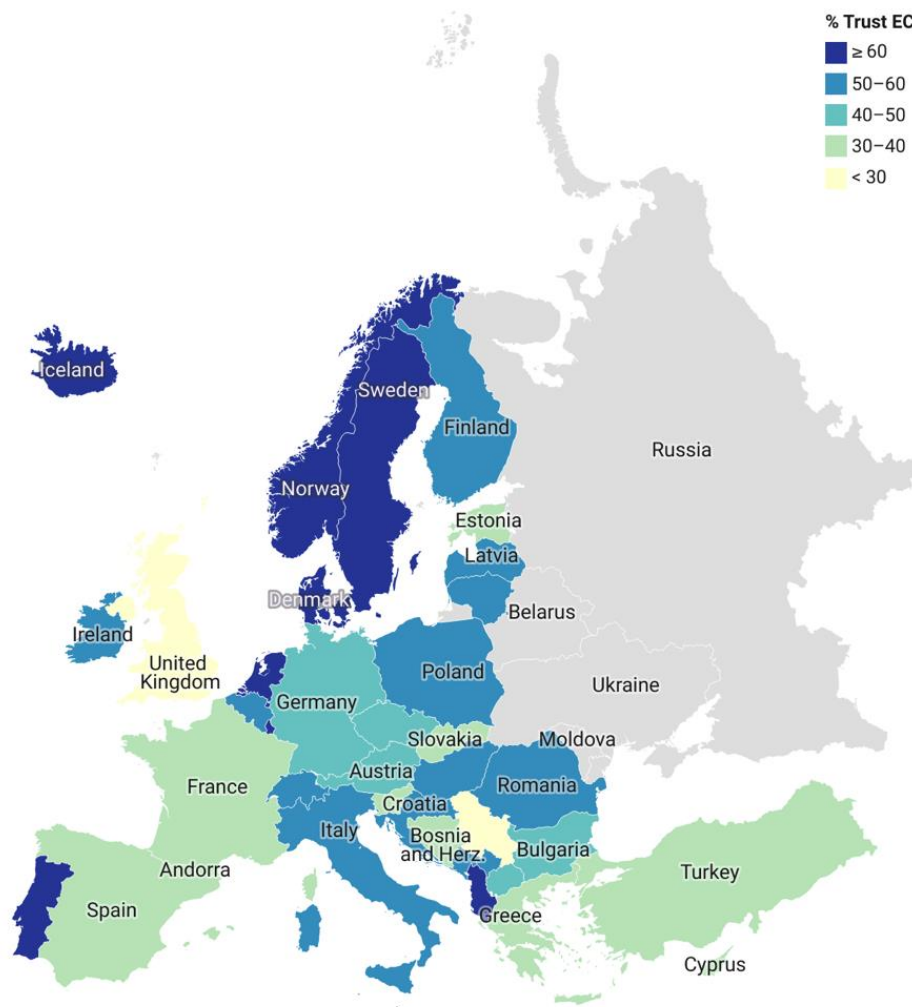 % Trust EC
≥ 60
50–60
40–50
30–40
< 30
Iceland
Sweden
Finland
Norway
Russia
Estonia
Latvia
Denmark
Belarus
Ireland
United
Kingdom
Poland
Germany
Ukraine
Slovakia
Moldova
Austria
France
Romania
Croatia
Italy
Bosnia
and Herz.
Bulgaria
Andorra
Turkey
Spain
Greece
Cyprus